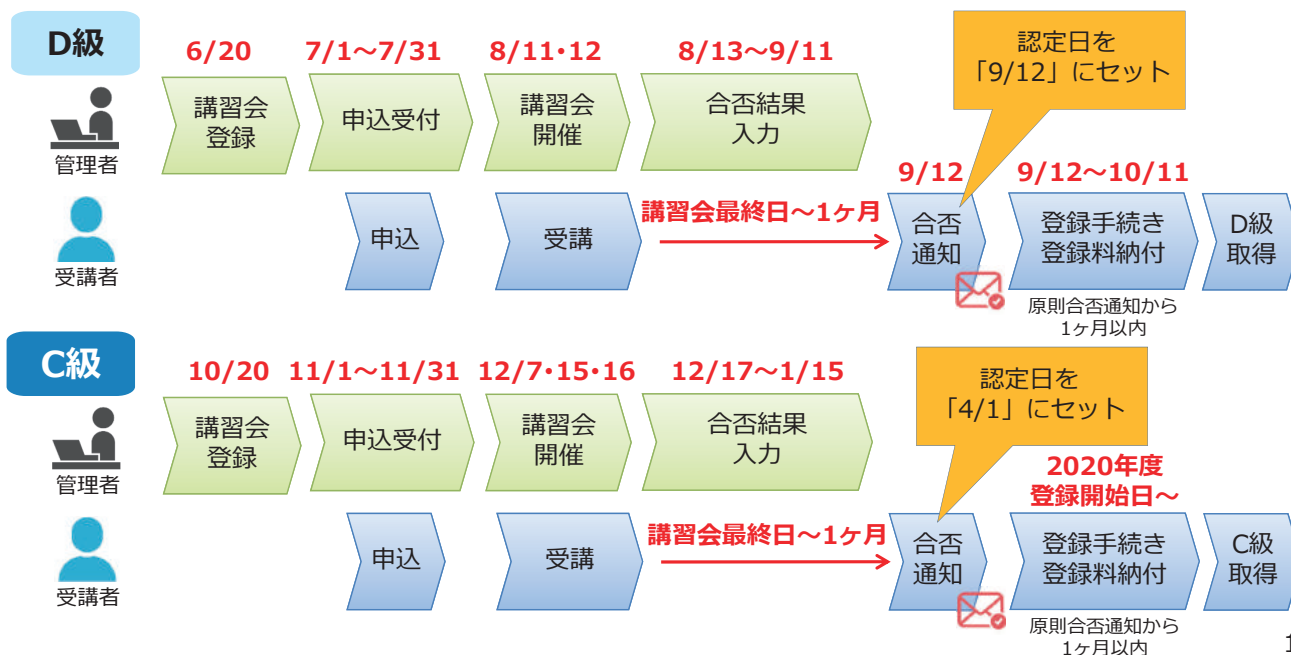 D級
6/20
7/1～7/31
8/11･12
8/13～9/11
認定日を
「9/12」にセット
管理者
講習会
登録
申込受付
講習会
開催
合否結果
入力
9/12
9/12～10/11
受講者
申込
受講
講習会最終日～1ヶ月
合否
通知
登録手続き
登録料納付
D級
取得
原則合否通知から
1ヶ月以内
C級
10/20
11/1～11/31
12/7･15･16
12/17～1/15
認定日を
「4/1」にセット
管理者
講習会
登録
申込受付
講習会
開催
合否結果
入力
2020年度
登録開始日～
受講者
申込
受講
講習会最終日～1ヶ月
合否
通知
登録手続き
登録料納付
C級
取得
原則合否通知から
1ヶ月以内
1